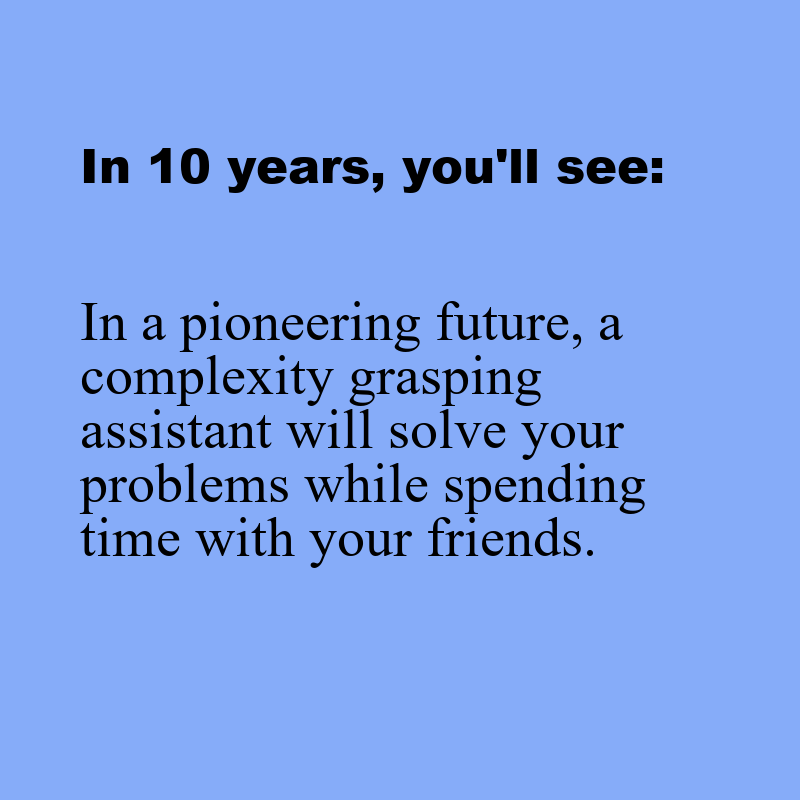 In 10 years, you'll see:
In a pioneering future, a
complexity grasping
assistant will solve your
problems while spending
time with your friends.